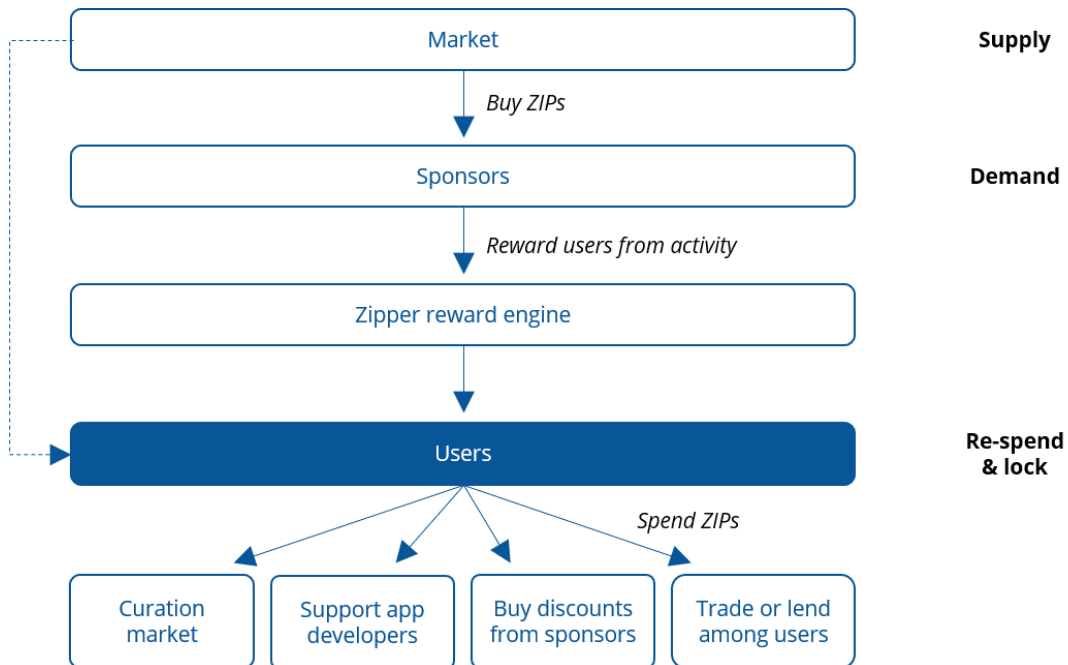 Market
Supply
Buy ZIPs
Sponsors
Demand
Reward users from activity
Zipper reward engine
Users
Re-spend
& lock
Spend ZIPs
Curation
market
Support app
developers
Buy discounts
from sponsors
Trade or lend
among users